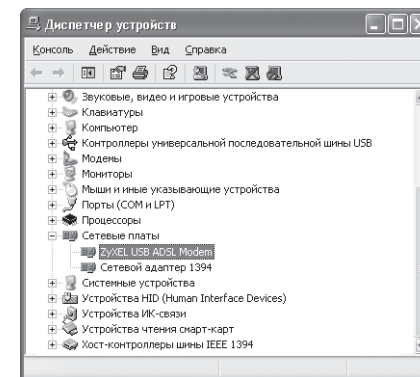 Диспетчер устройств
Консоль Действие Вид Справка
Звуковые, видео и игровые устройства
Клавиатуры
Компьютер
Контроллеры универсальной последовательной шины USB
Модемы
Мониторы
Мыши и иные указывающие устройства
Порты (COM и LPT)
Процессоры
Сетевые платы
ZyXEL USB ADSL Modem
Сетевой адаптер 1394
Системные устройства
Устройства HID (Human Interface Devices)
Устройства ИК-связи
Устройства чтения смарт-карт
Хост-контроллеры шины IEEE 1394